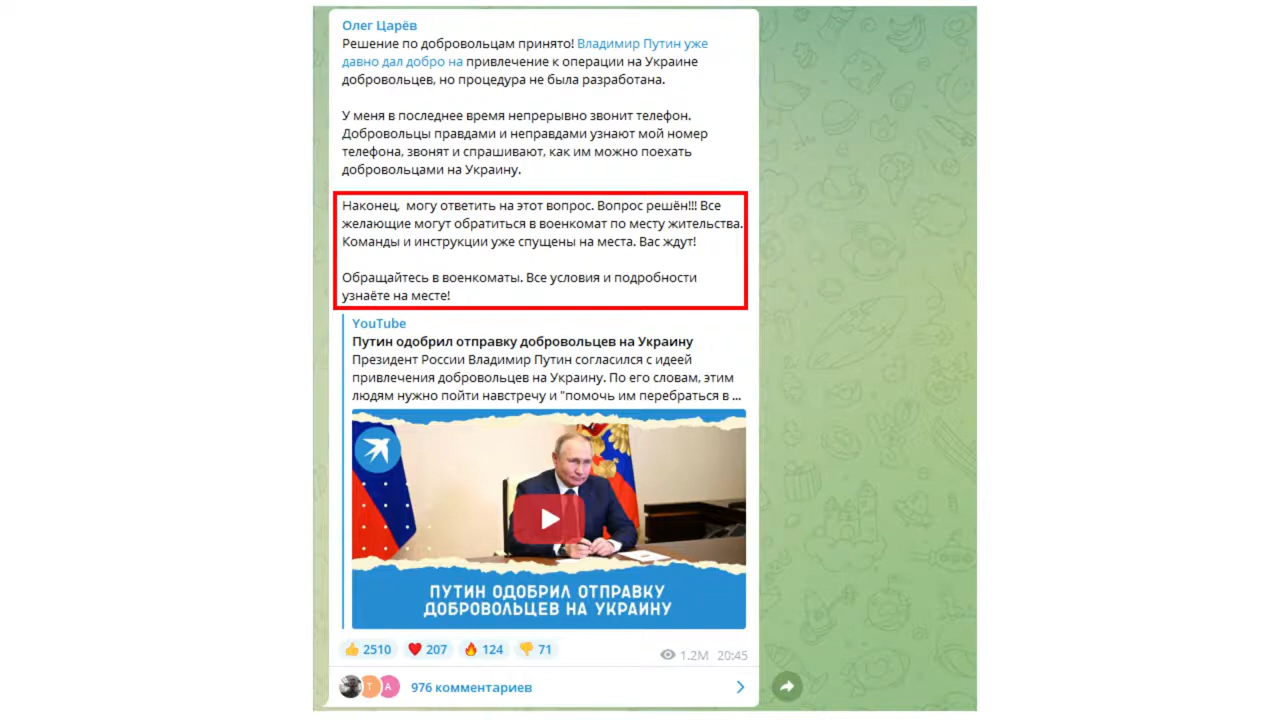 Олег Царёв
Решение по добровольцам принято! Владимир Путин уже
давно дал добро на привлечение к операции на Украине
добровольцев, но процедура не была разработана.
У меня в последнее время непрерывно звонит телефон.
Добровольцы правдами и неправдами узнают мой номер
телефона, звонят и спрашивают, как им можно поехать
добровольцами на Украину.
Наконец, могу ответить на этот вопрос. Вопрос решён!!! Все
желающие могут обратиться в военкомат по месту жительства.
Команды и инструкции уже спущены на места. Вас ждут!
Обращайтесь в военкоматы. Все условия и подробности
узнаёте на месте!
YouTube
Путин одобрил отправку добровольцев на Украину
Президент России Владимир Путин согласился с идеей
привлечения добровольцев на Украину. По его словам, этим
людям нужно пойти навстречу и "помочь им перебраться в ...
ПУТИН ОДОБРИЛ ОТПРАВКУ
ДОБРОВОЛЬЦЕВ НА УКРАИНУ
2510 207 124 71
1.2M 20:45
Т А 976 комментариев